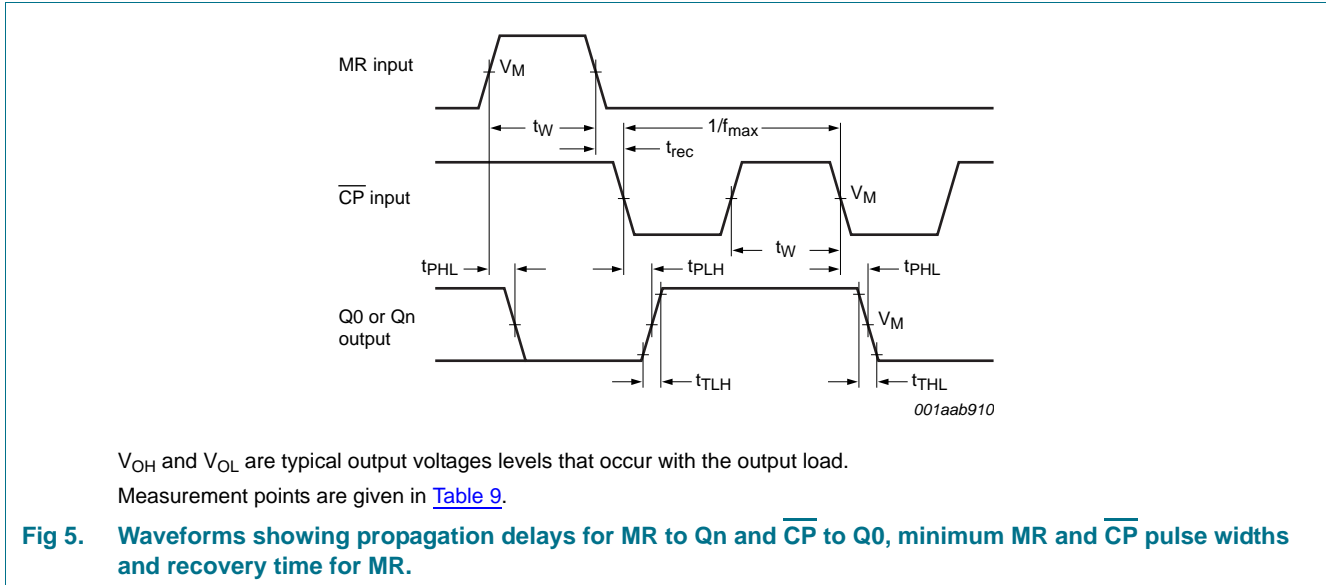 MR input
VM
tW
1/fmax
trec
CP input
VM
tW
tPHL
tPLH
tPHL
Q0 or Qn
output
VM
tTLH
tTHL
001aab910
VOH and VOL are typical output voltages levels that occur with the output load.
Measurement points are given in Table 9.
Fig 5. Waveforms showing propagation delays for MR to Qn and CP to Q0, minimum MR and CP pulse widths
and recovery time for MR.